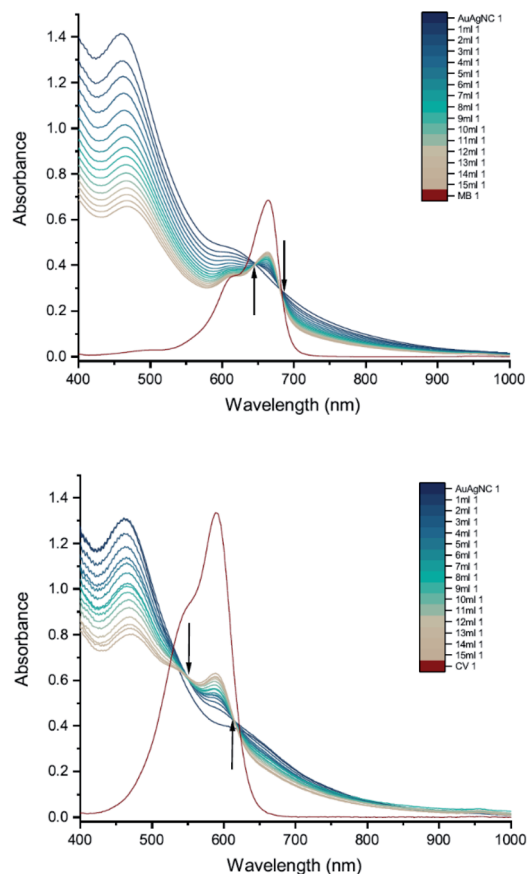 1.4
1.2
1.0
0.8
0.6
0.4
0.2
0.0
Absorbance
400 500 600 700 800 900 1000
Wavelength (nm)
AuAgNC 1
1ml 1
2ml 1
3ml 1
4ml 1
5ml 1
6ml 1
7ml 1
8ml 1
9ml 1
10ml 1
11ml 1
12ml 1
13ml 1
14ml 1
15ml 1
MB 1
1.4
1.2
1.0
0.8
0.6
0.4
0.2
0.0
Absorbance
400 500 600 700 800 900 1000
Wavelength (nm)
AuAgNC 1
1ml 1
2ml 1
3ml 1
4ml 1
5ml 1
6ml 1
7ml 1
8ml 1
9ml 1
10ml 1
11ml 1
12ml 1
13ml 1
14ml 1
15ml 1
CV 1